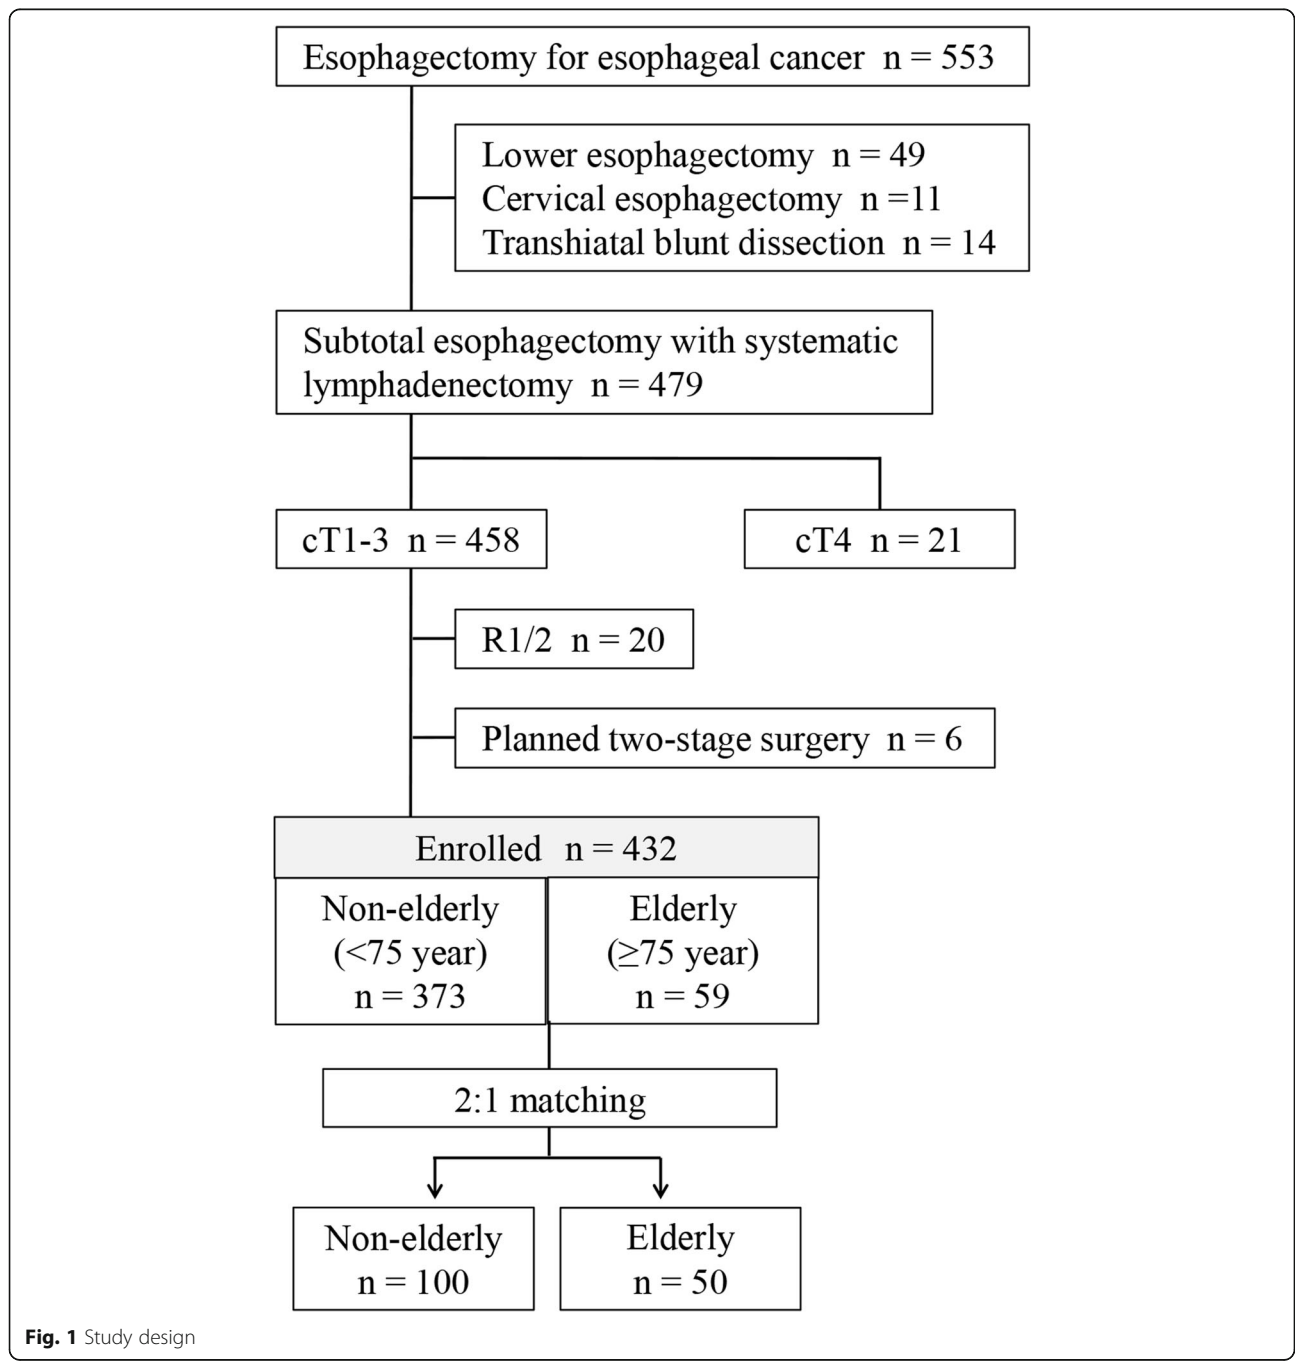 Esophagectomy for esophageal cancer n = 553
Lower esophagectomy n = 49
Cervical esophagectomy n =11
Transhiatal blunt dissection n = 14
Subtotal esophagectomy with systematic
lymphadenectomy n = 479
cT1-3 n = 458
cT4 n = 21
R1/2 n = 20
Planned two-stage surgery n = 6
Enrolled n = 432
Non-elderly
(<75 year)
n = 373
Elderly
(≥75 year)
n = 59
2:1 matching
Non-elderly
n = 100
Elderly
n = 50
Fig. 1 Study design